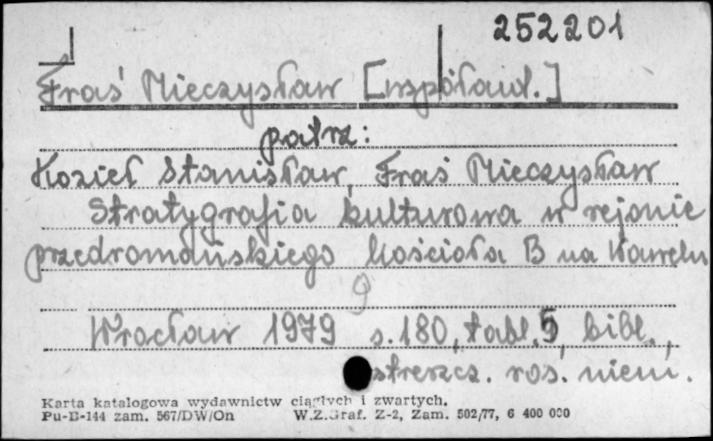 252201
Fraś Mieczysław [współaut.]
patrz:
Kozieł Stanisław, Fraś Mieczysław
Stratygrafia kulturowa w rejonie
przedromańskiego kościoła B na Wawelu
9
Wrocław 1979 s. 180, tabl. 5, bibl.,
streszcz. ros. niem.
Karta katalogowa wydawnictw ciągłych i zwartych.
Pu-B-144 zam. 567/DW/On W.Z.Graf. Z-2, Zam. 502/77, 6 400 000